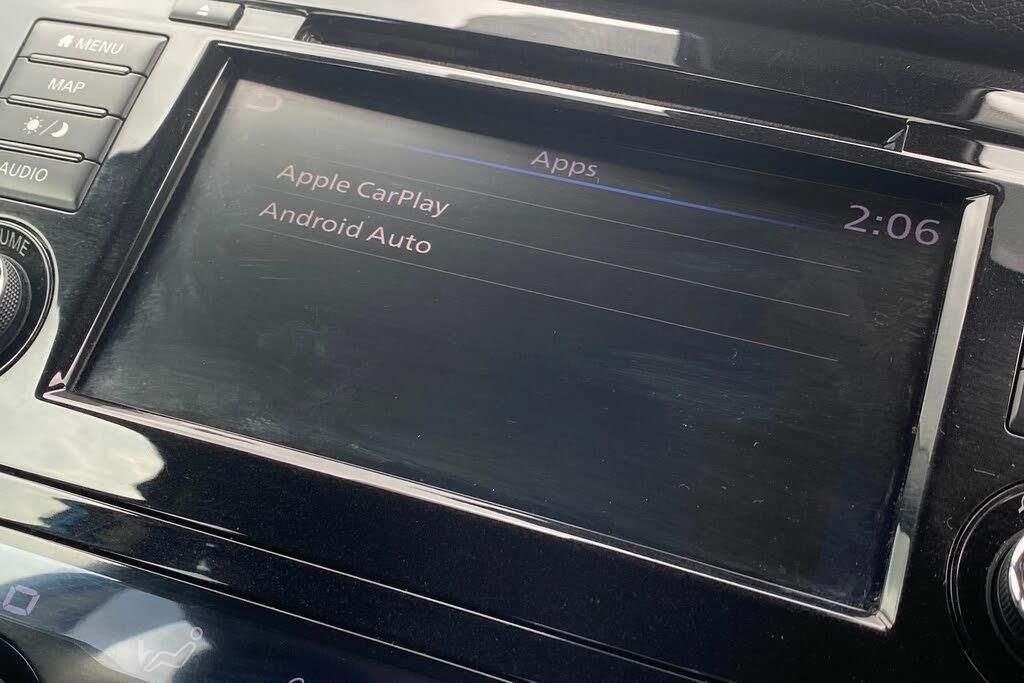 MENU
MAP
AUDIO
Apps
2:06
Apple CarPlay
Android Auto